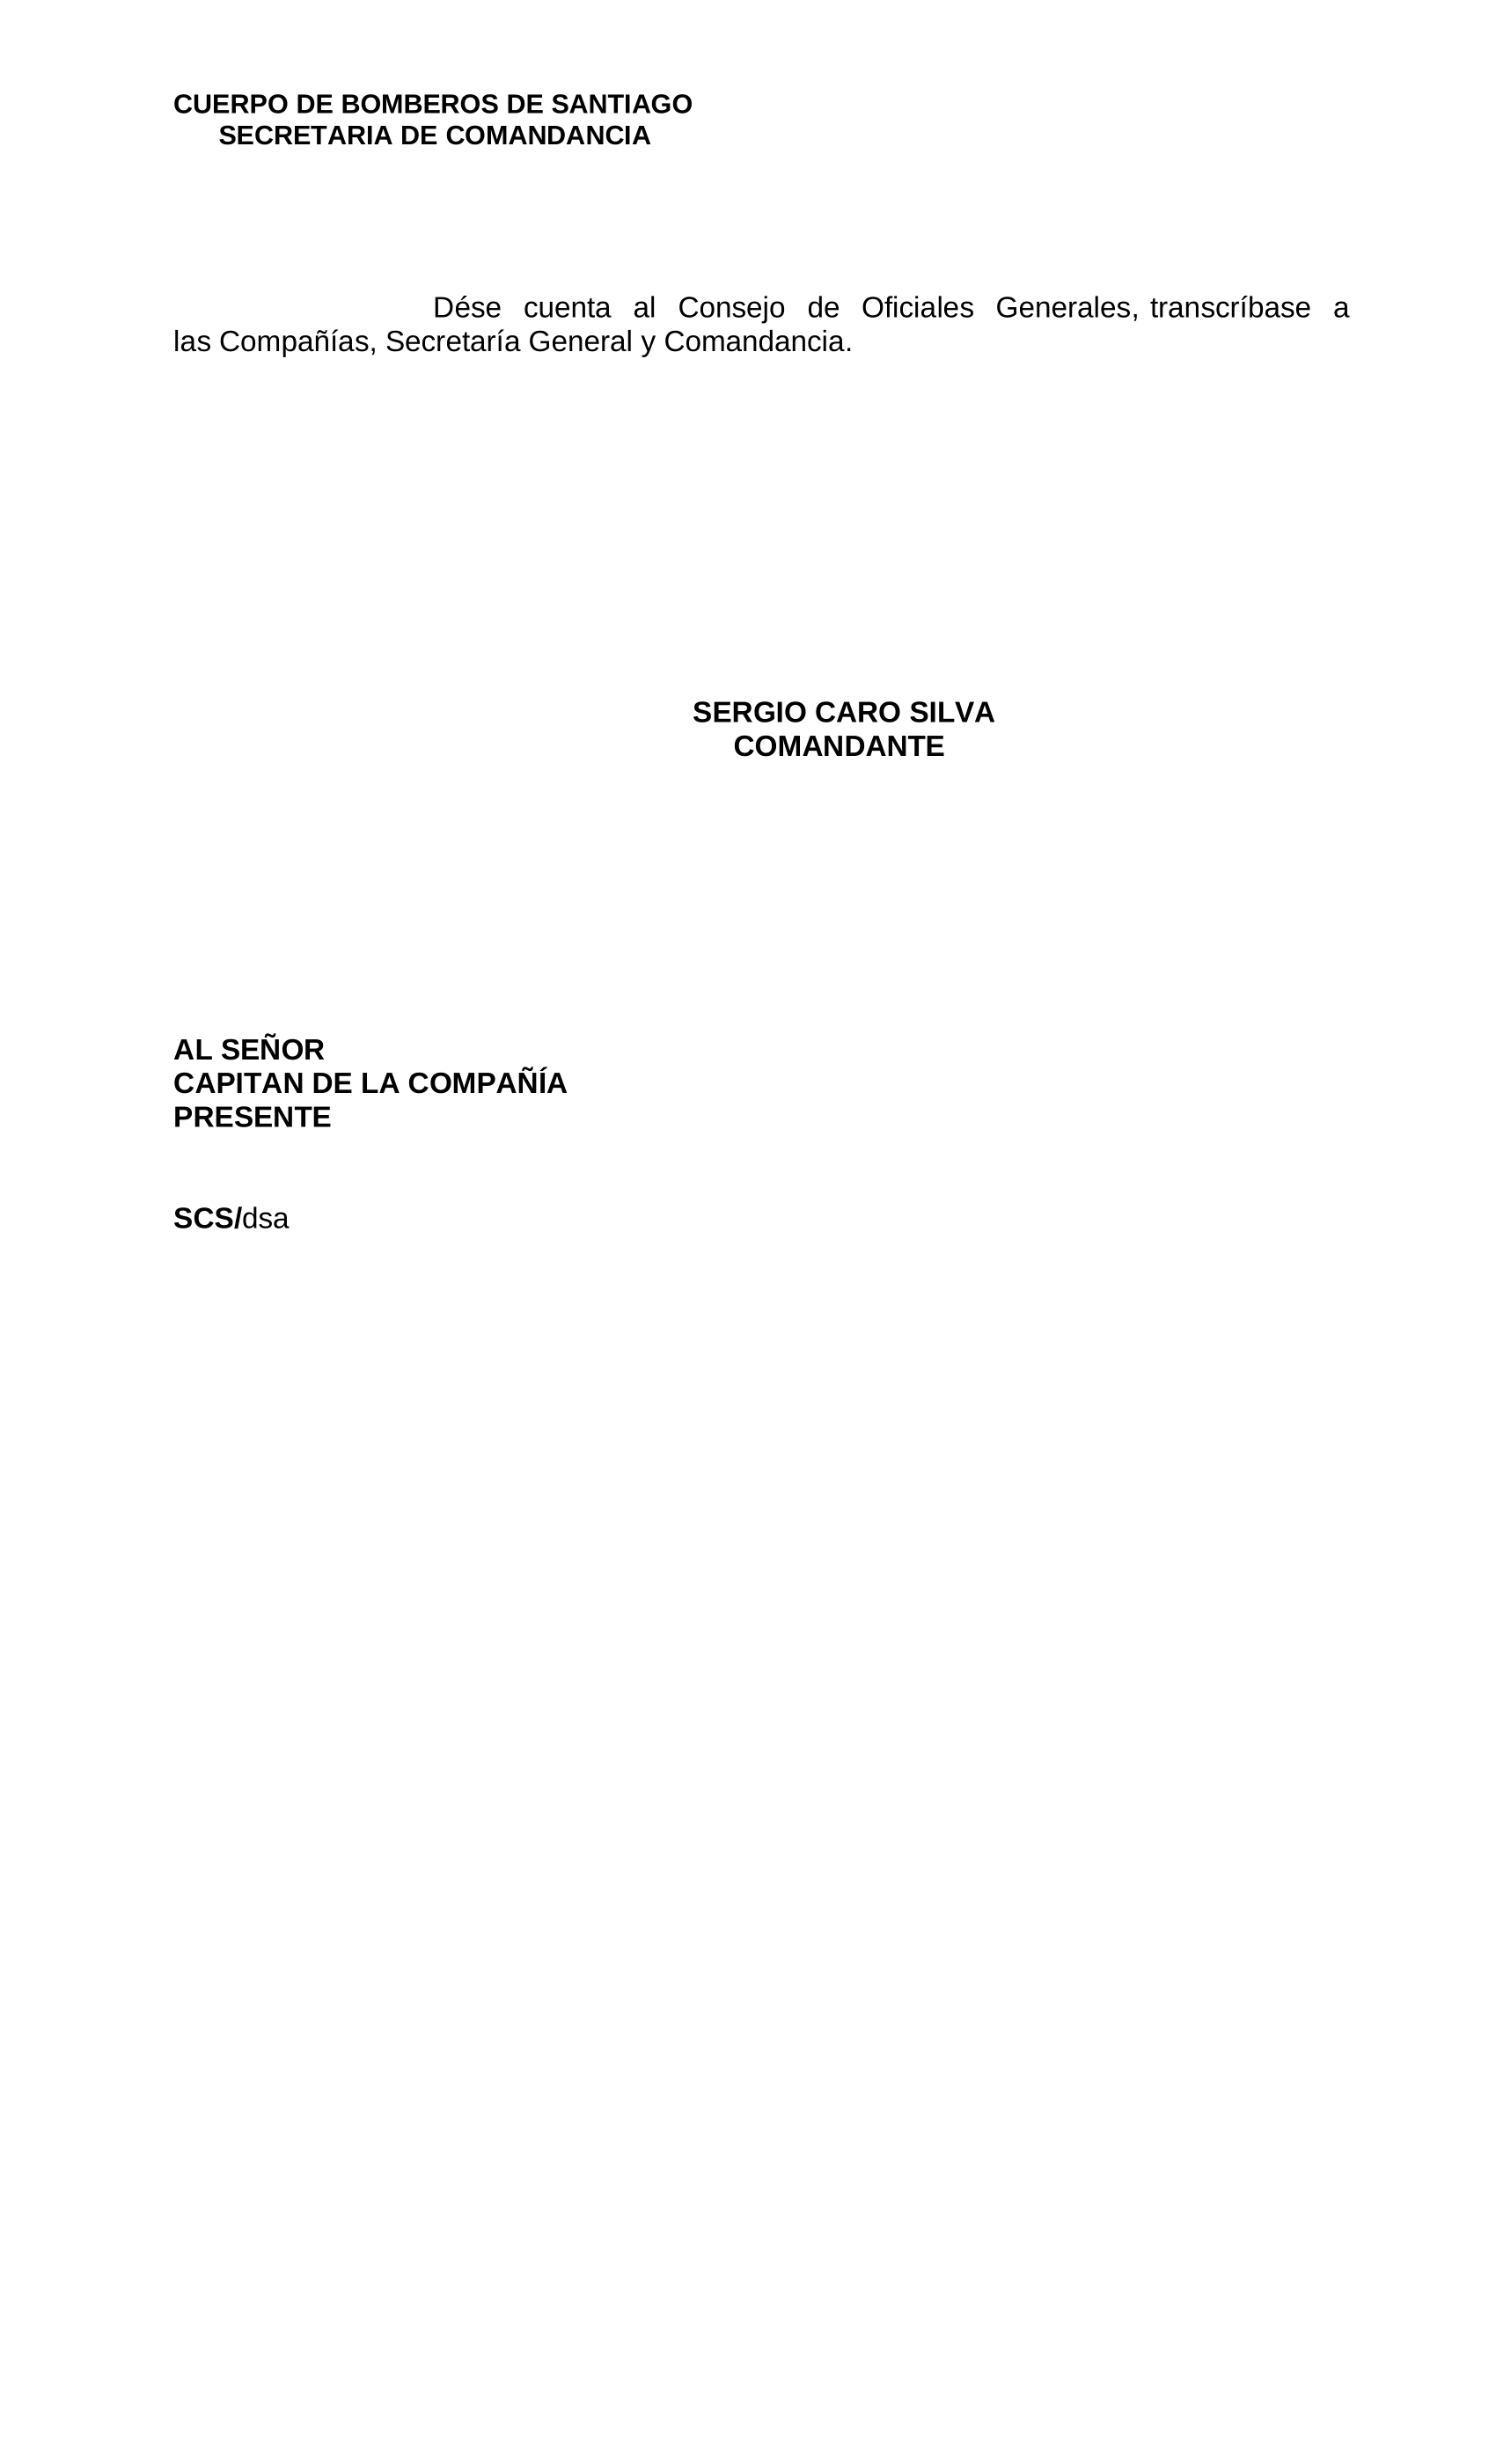 CUERPO DE BOMBEROS DE SANTIAGO
SECRETARIA DE COMANDANCIA
Dése cuenta al Consejo de Oficiales Generales, transcríbase a
las Compañías, Secretaría General y Comandancia.
SERGIO CARO SILVA
COMANDANTE
AL SEÑOR
CAPITAN DE LA COMPAÑÍA
PRESENTE
SCS/dsa